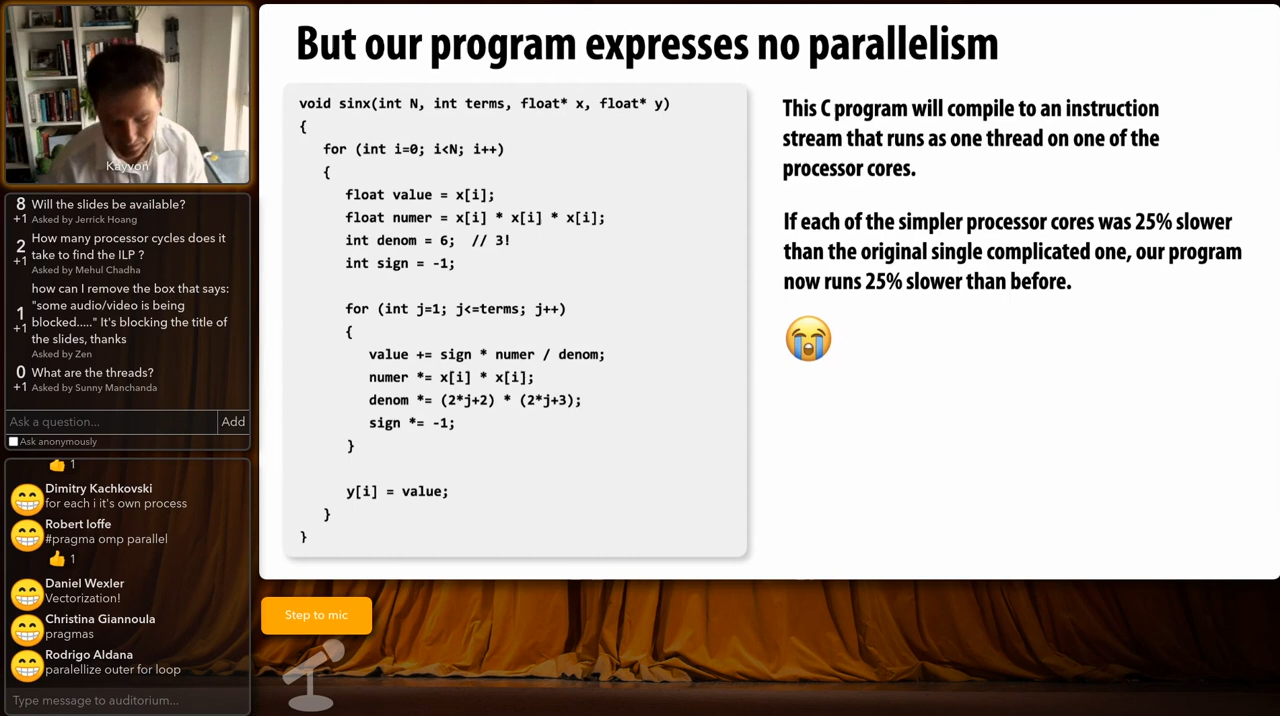 But our program expresses no parallelism
void sinx(int N, int terms, float* x, float* y)
{
for (int i=0; i<N; i++)
{
float value = x[i];
float numer = x[i] * x[i] * x[i];
int denom = 6; // 3!
int sign = -1;
for (int j=1; j<=terms; j++)
{
value += sign * numer / denom;
numer *= x[i] * x[i];
denom *= (2*j+2) * (2*j+3);
sign *= -1;
}
y[i] = value;
}
}
This C program will compile to an instruction
stream that runs as one thread on one of the
processor cores.
If each of the simpler processor cores was 25% slower
than the original single complicated one, our program
now runs 25% slower than before.
Kayvon
8 Will the slides be available?
+1 Asked by Jerrick Hoang
2 How many processor cycles does it
take to find the ILP ?
+1 Asked by Mehul Chadha
how can I remove the box that says:
"some audio/video is being
1 blocked....." It's blocking the title of
+1 the slides, thanks
Asked by Zen
0 What are the threads?
+1 Asked by Sunny Manchanda
Ask a question... Add
Ask anonymously
1
Dimitry Kachkovski
for each i it's own process
Robert Ioffe
#pragma omp parallel
1
Daniel Wexler
Vectorization!
Christina Giannoula
pragmas
Rodrigo Aldana
paralellize outer for loop
Type message to auditorium...
Step to mic